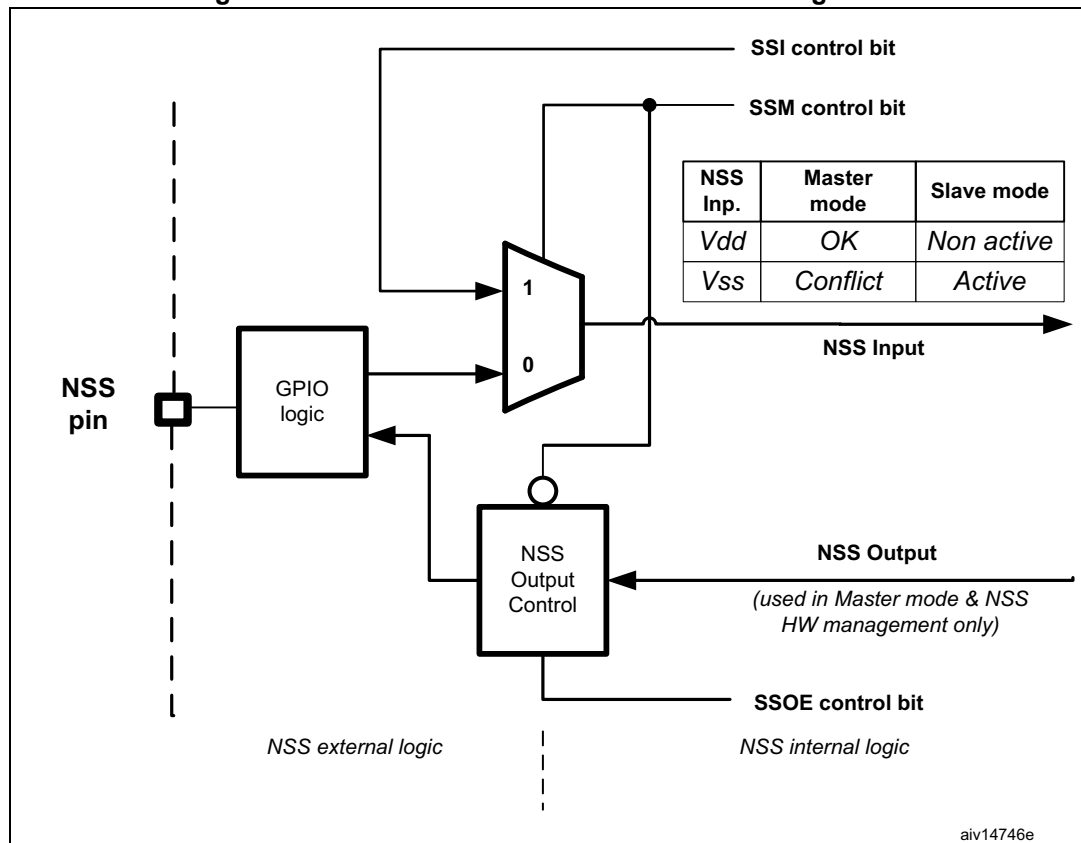 SSI control bit
SSM control bit
NSS Inp. Master mode Slave mode
Vdd OK Non active
Vss Conflict Active
1
0
NSS Input
NSS
pin
GPIO
logic
NSS
Output
Control
NSS Output
(used in Master mode & NSS
HW management only)
SSOE control bit
NSS external logic
NSS internal logic
aiv14746e